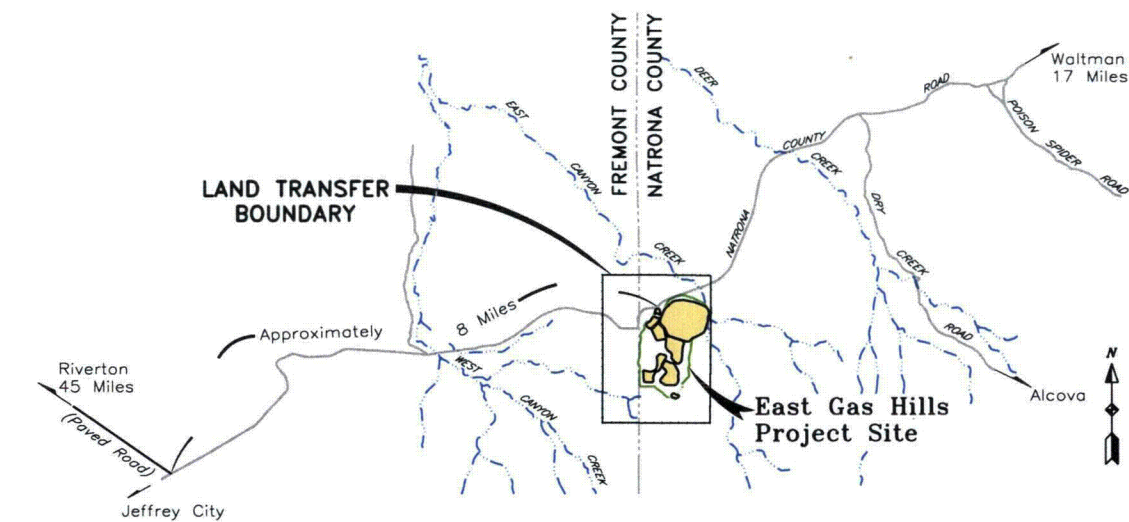 FREMONT COUNTY
NATRONA COUNTY
Waltman
17 Miles
DEER
CREEK
EAST
CANYON
CREEK
NATRONA
COUNTY
ROAD
POISON
SPIDER
ROAD
LAND TRANSFER
BOUNDARY
DRY
CREEK
ROAD
8 Miles
Approximately
WEST
CANYON
CREEK
Riverton
45 Miles
(Paved Road)
Jeffrey City
East Gas Hills
Project Site
Alcova
N